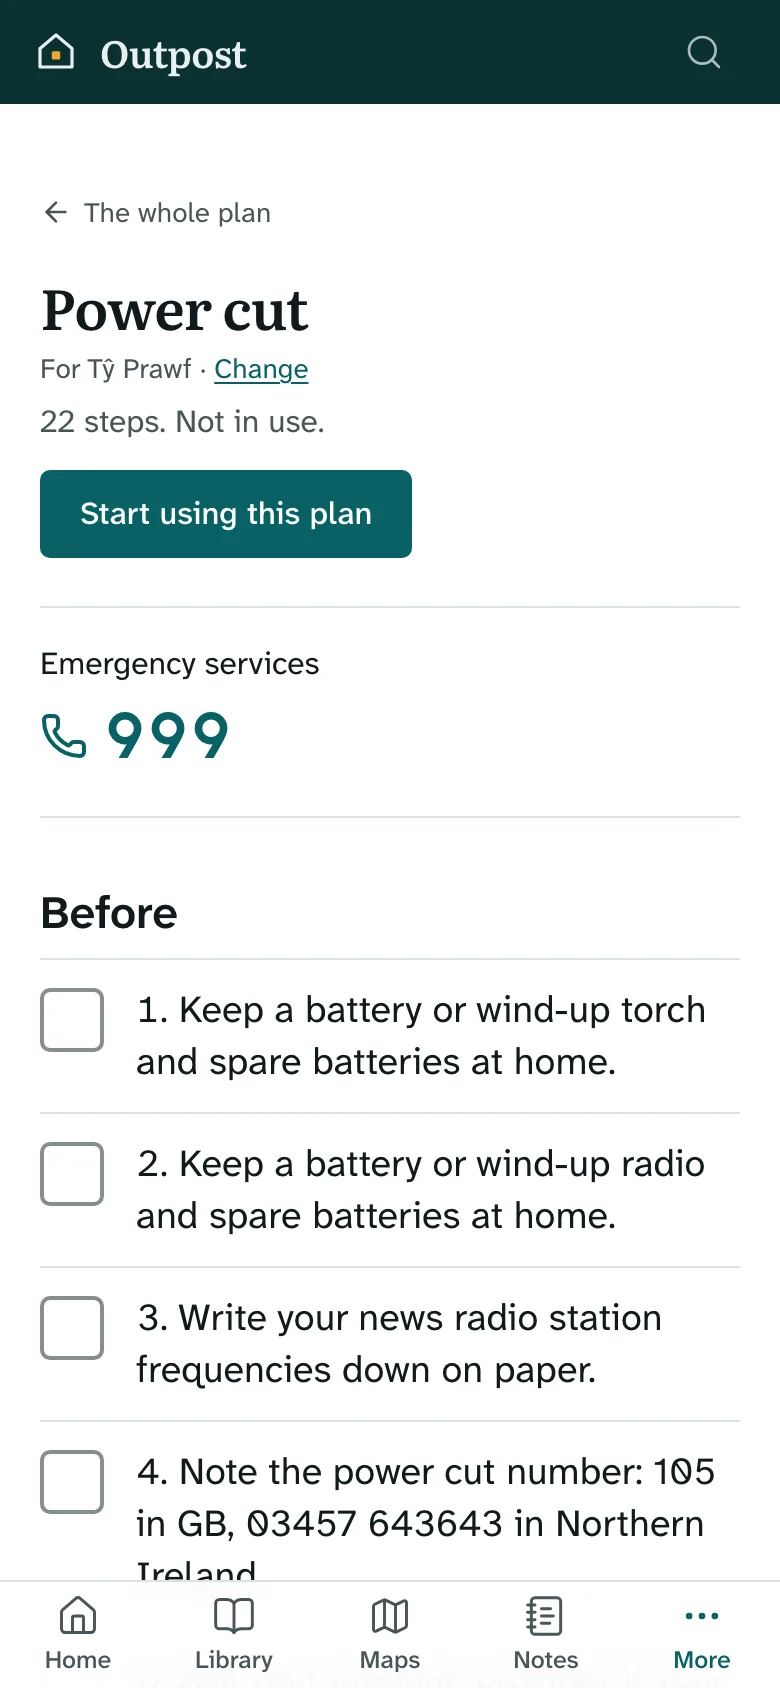 Outpost
The whole plan
Power cut
For Tŷ Prawf · Change
22 steps. Not in use.
Start using this plan
Emergency services
999
Before
1. Keep a battery or wind-up torch
and spare batteries at home.
2. Keep a battery or wind-up radio
and spare batteries at home.
3. Write your news radio station
frequencies down on paper.
4. Note the power cut number: 105
in GB, 03457 643643 in Northern
Ireland
Home
Library
Maps
Notes
More